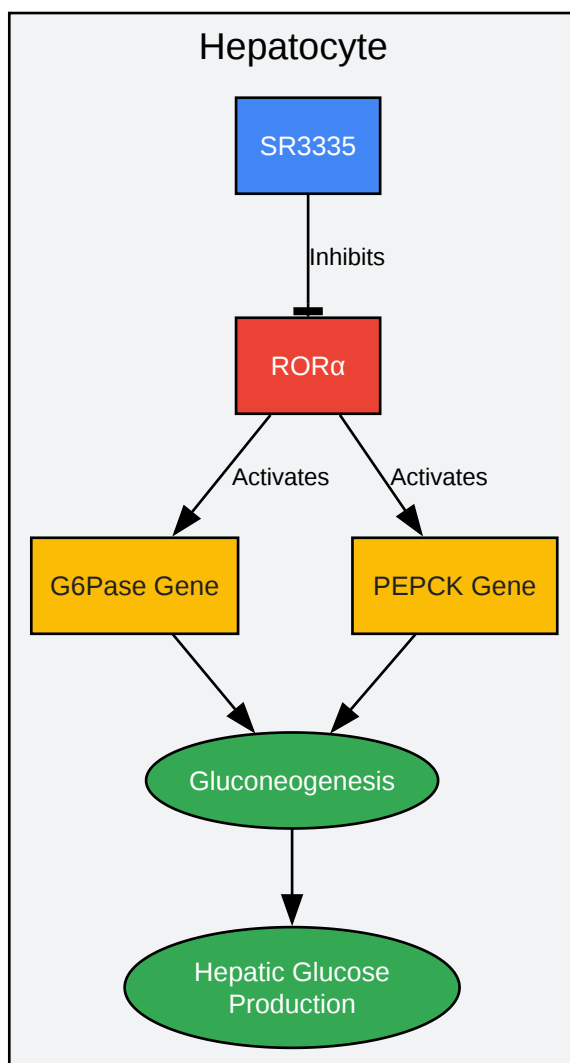 Hepatocyte
SR3335
Inhibits
RORα
Activates
Activates
G6Pase Gene
PEPCK Gene
Gluconeogenesis
Hepatic Glucose
Production